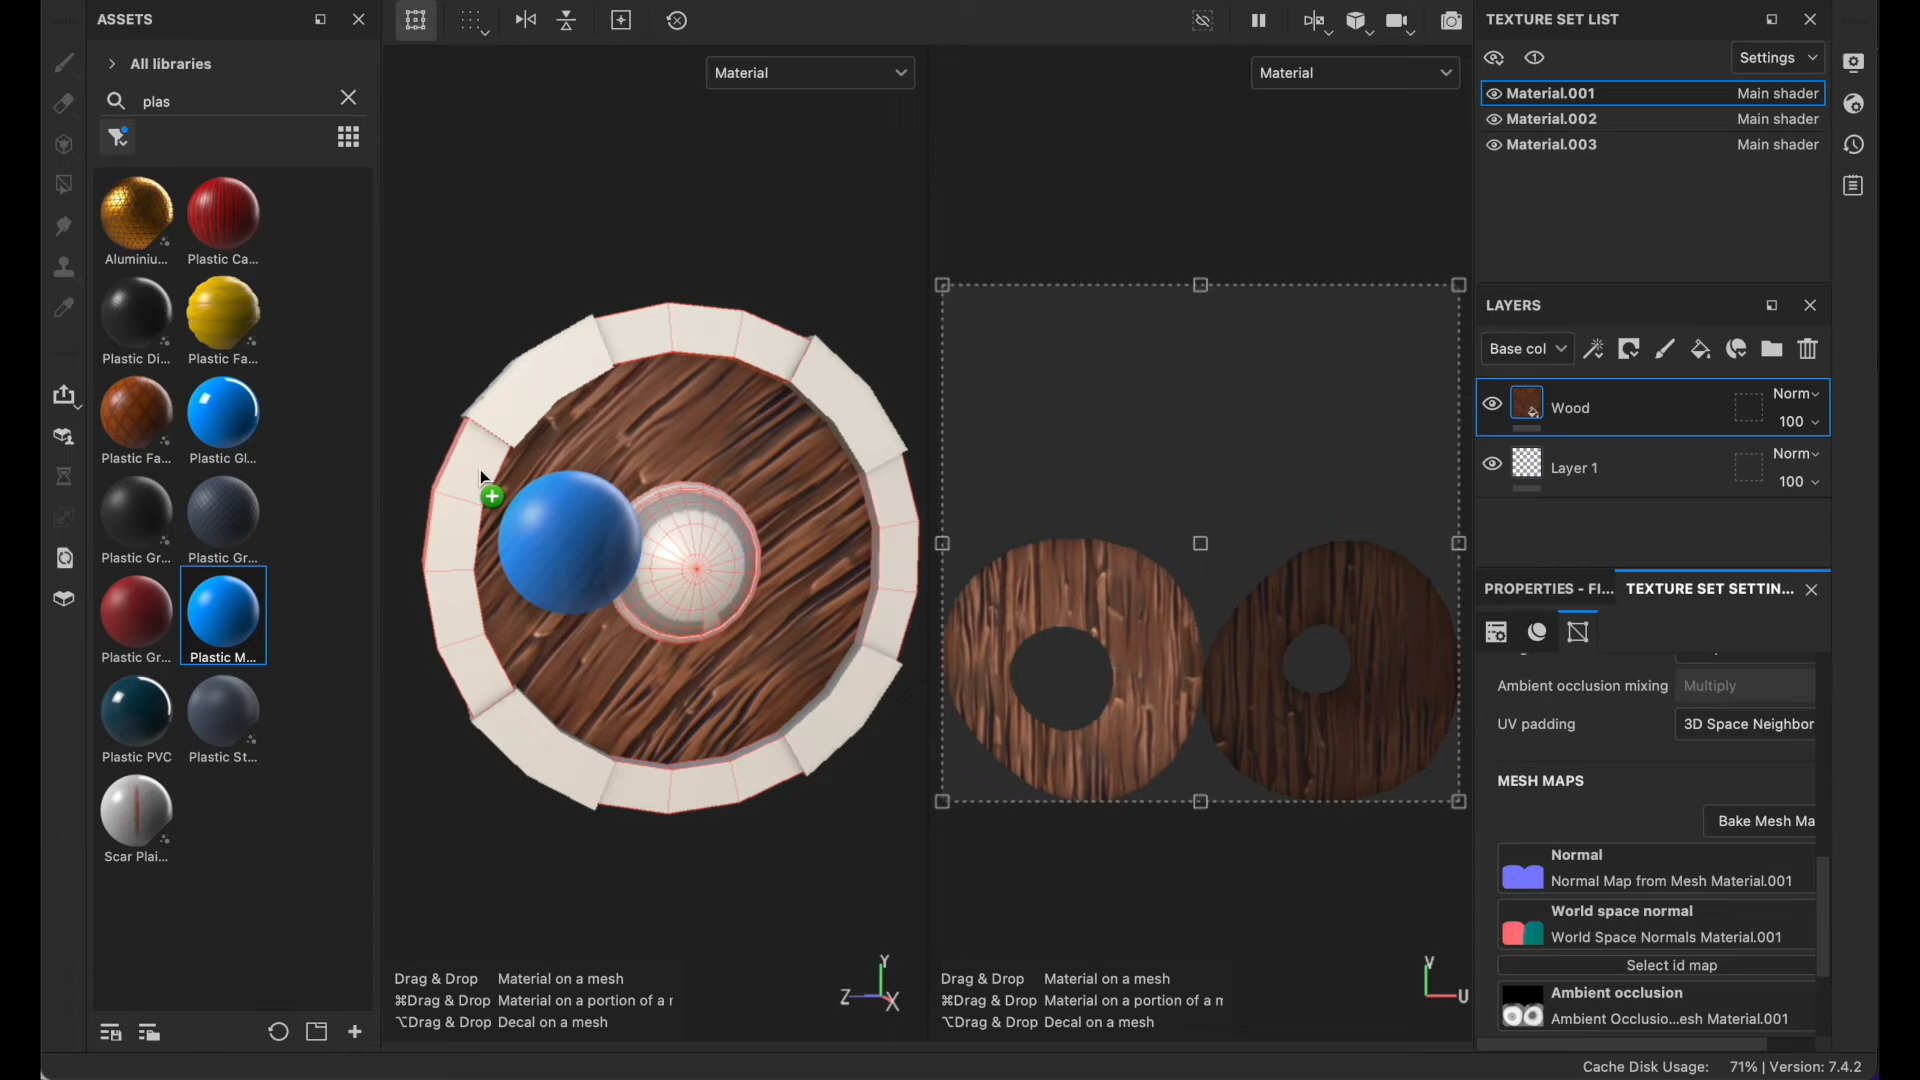 ASSETS
All libraries
plas
Aluminiu...
Plastic Ca...
Plastic Di...
Plastic Fa...
Plastic Fa...
Plastic Gl...
Plastic Gr...
Plastic Gr...
Plastic Gr...
Plastic M...
Plastic PVC
Plastic St...
Scar Plai...
Material
Drag & Drop Material on a mesh
⌘Drag & Drop Material on a portion of a r
⌥Drag & Drop Decal on a mesh
Y
Z
X
Material
Drag & Drop Material on a mesh
⌘Drag & Drop Material on a portion of a m
⌥Drag & Drop Decal on a mesh
V
U
TEXTURE SET LIST
Settings
Material.001 Main shader
Material.002 Main shader
Material.003 Main shader
LAYERS
Base col
Wood Norm 100
Layer 1 Norm 100
PROPERTIES - FI...
TEXTURE SET SETTIN...
Ambient occlusion mixing Multiply
UV padding 3D Space Neighbor
MESH MAPS
Bake Mesh Ma
Normal
Normal Map from Mesh Material.001
World space normal
World Space Normals Material.001
Select id map
Ambient occlusion
Ambient Occlusio...esh Material.001
Cache Disk Usage: 71% | Version: 7.4.2